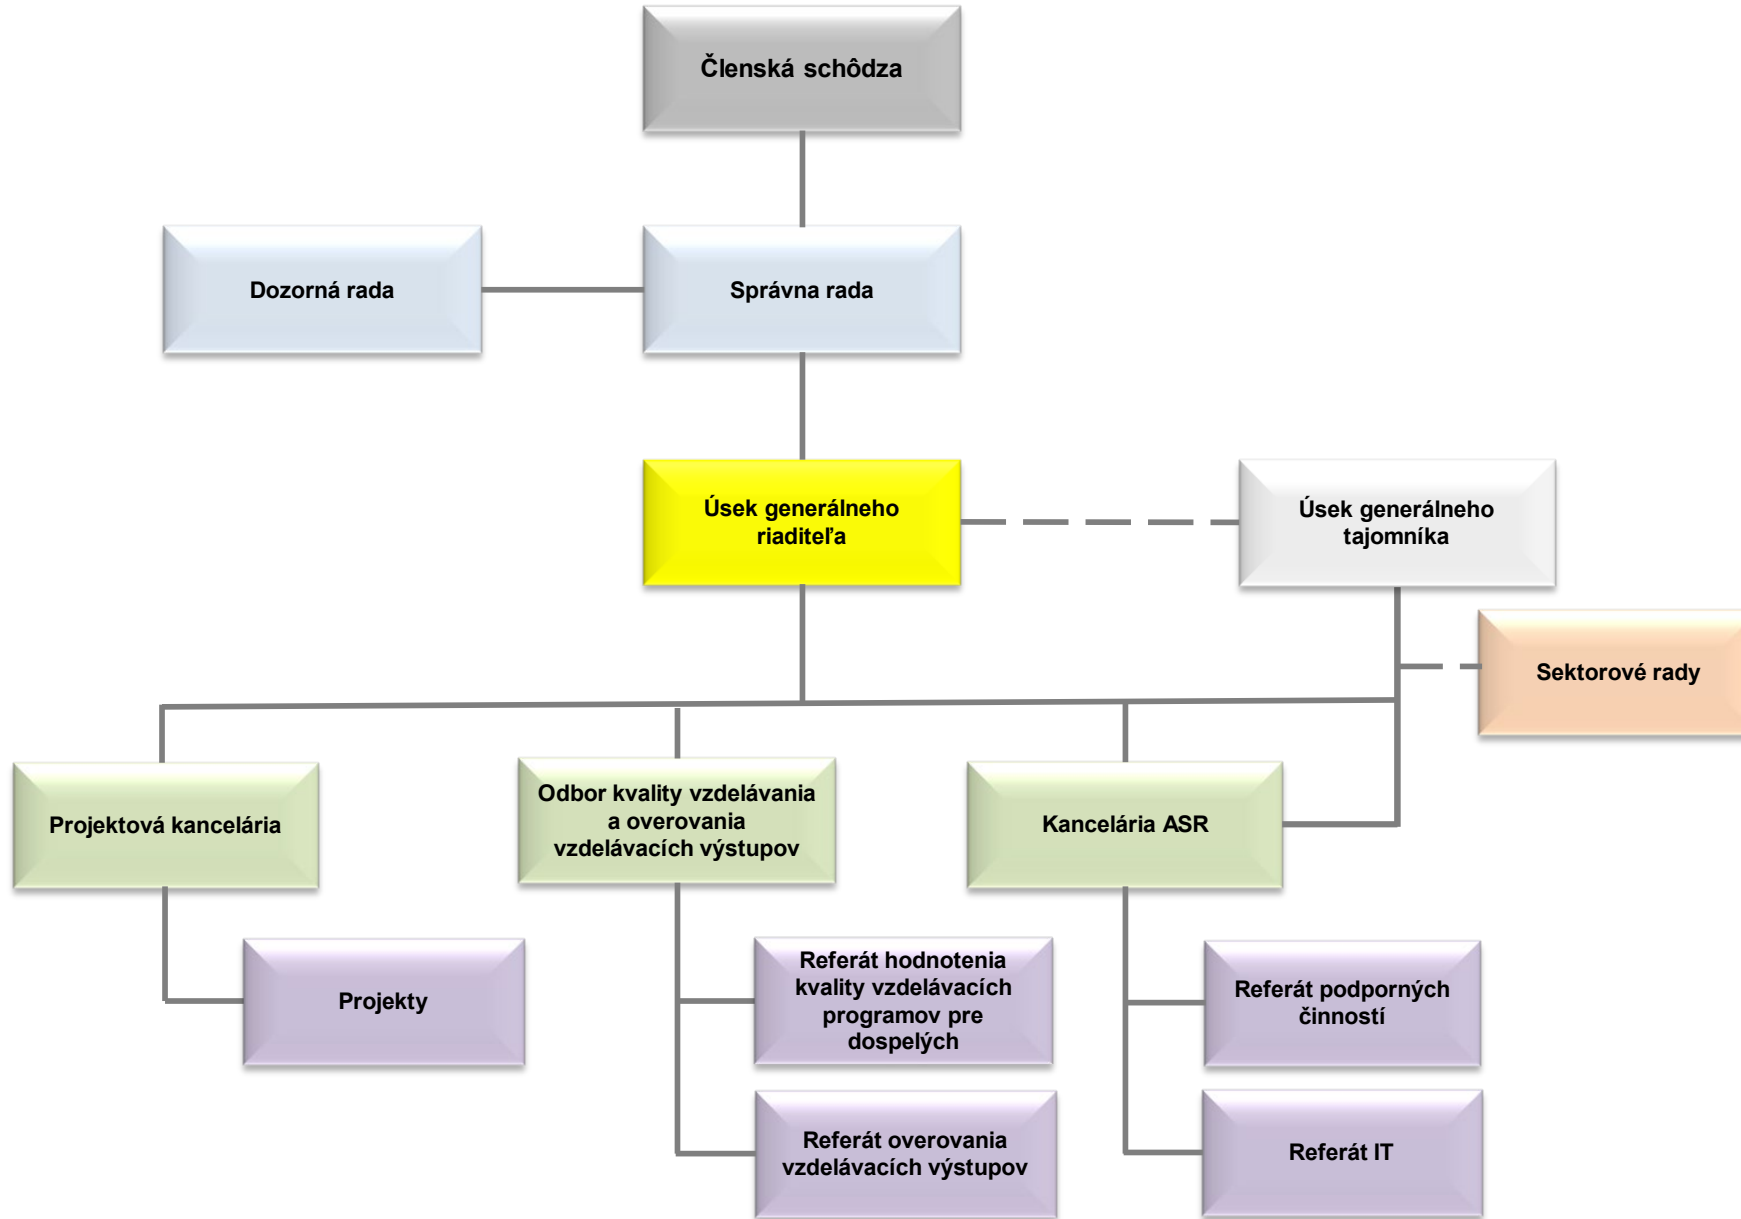 Členská schôdza
Dozorná rada
Správna rada
Úsek generálneho
riaditeľa
Úsek generálneho
tajomníka
Sektorové rady
Projektová kancelária
Odbor kvality vzdelávania
a overovania
vzdelávacích výstupov
Kancelária ASR
Projekty
Referát hodnotenia
kvality vzdelávacích
programov pre
dospelých
Referát podporných
činností
Referát overovania
vzdelávacích výstupov
Referát IT